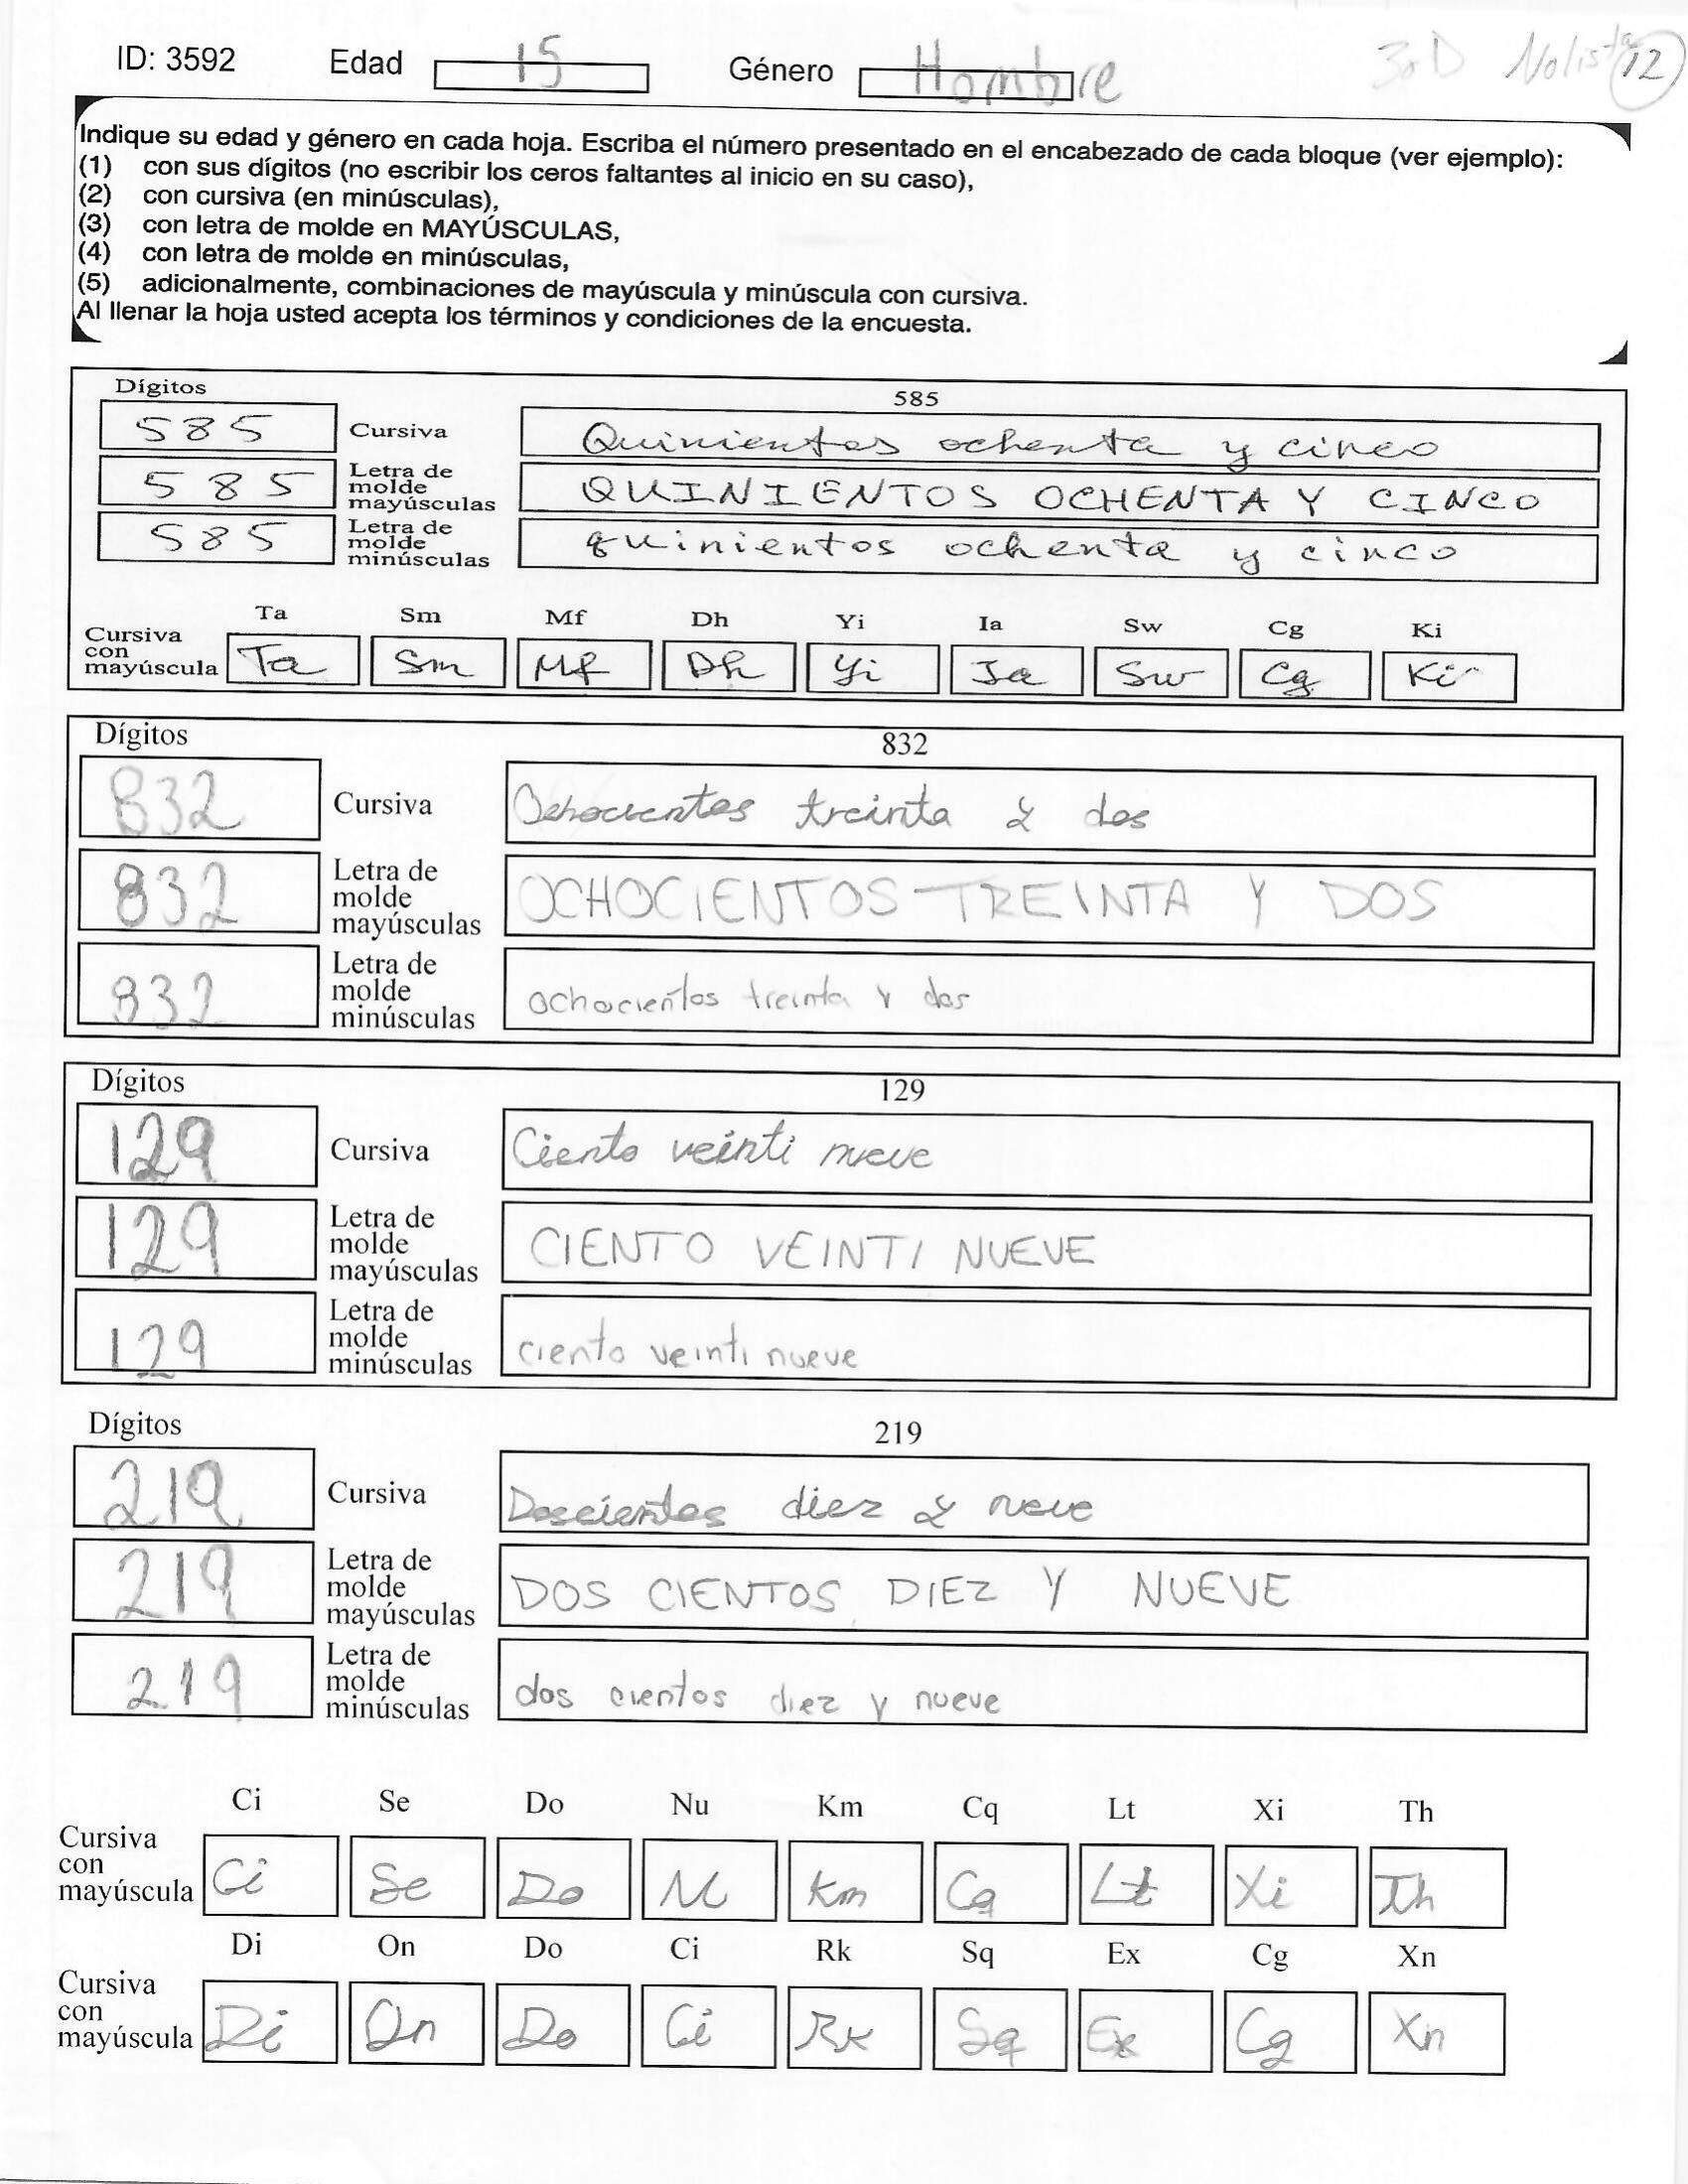 ID: 3592 Edad 15 Género Hombre 3oD Nolista 12
Indique su edad y género en cada hoja. Escriba el número presentado en el encabezado de cada bloque (ver ejemplo):
(1) con sus dígitos (no escribir los ceros faltantes al inicio en su caso),
(2) con cursiva (en minúsculas),
(3) con letra de molde en MAYÚSCULAS,
(4) con letra de molde en minúsculas,
(5) adicionalmente, combinaciones de mayúscula y minúscula con cursiva.
Al llenar la hoja usted acepta los términos y condiciones de la encuesta.
Dígitos 585
585 Cursiva Quinientos ochenta y cinco
585 Letra de molde mayúsculas QUINIENTOS OCHENTA Y CINCO
585 Letra de molde minúsculas quinientos ochenta y cinco
Ta Sm Mf Dh Yi Ia Sw Cg Ki
Cursiva con mayúscula Ta Sm Mf Dh Yi Ia Sw Cg Ki
Dígitos 832
832 Cursiva Ochocientos treinta y dos
832 Letra de molde mayúsculas OCHOCIENTOS TREINTA Y DOS
832 Letra de molde minúsculas ochocientos treinta y dos
Dígitos 129
129 Cursiva Ciento veinti nueve
129 Letra de molde mayúsculas CIENTO VEINTI NUEVE
129 Letra de molde minúsculas ciento veinti nueve
Dígitos 219
219 Cursiva Doscientos diez y neve
219 Letra de molde mayúsculas DOS CIENTOS DIEZ Y NUEVE
219 Letra de molde minúsculas dos cientos diez y nueve
Ci Se Do Nu Km Cq Lt Xi Th
Cursiva con mayúscula Ci Se Do Nu Km Cq Lt Xi Th
Di On Do Ci Rk Sq Ex Cg Xn
Cursiva con mayúscula Di On Do Ci Rk Sq Ex Cg Xn